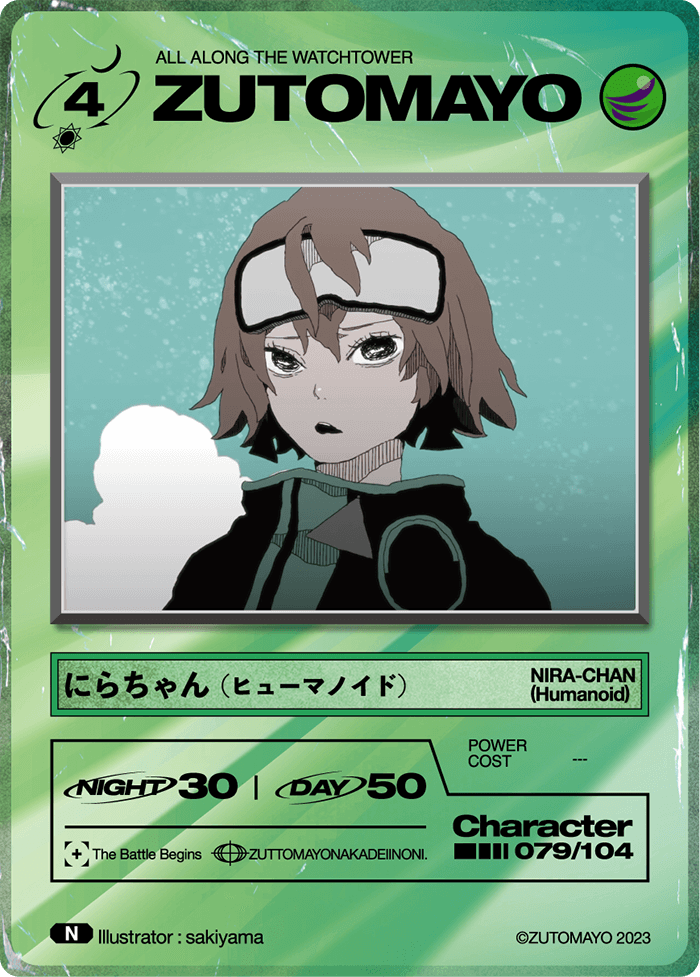 ALL ALONG THE WATCHTOWER
4 ZUTOMAYO
にらちゃん（ヒューマノイド）
NIRA-CHAN
(Humanoid)
POWER
COST ---
NIGHT 30 | DAY 50
The Battle Begins ZUTTOMAYONAKADEIINONI.
Character
079/104
N Illustrator : sakiyama
©ZUTOMAYO 2023